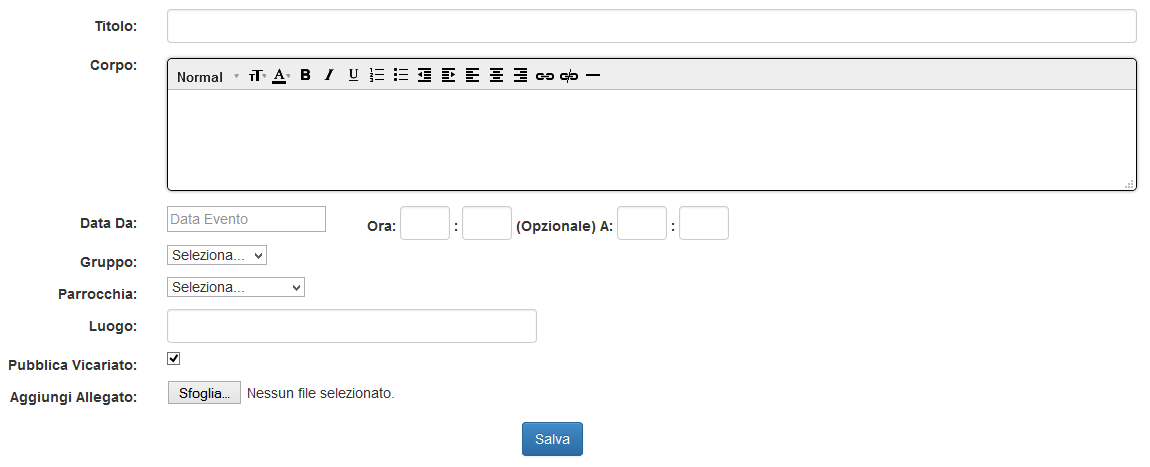 Titolo:
Corpo:
Normal TT A B I U
Data Da: Data Evento Ora: : (Opzionale) A: :
Gruppo: Seleziona...
Parrocchia: Seleziona...
Luogo:
Pubblica Vicariato:
Aggiungi Allegato: Sfoglia... Nessun file selezionato.
Salva